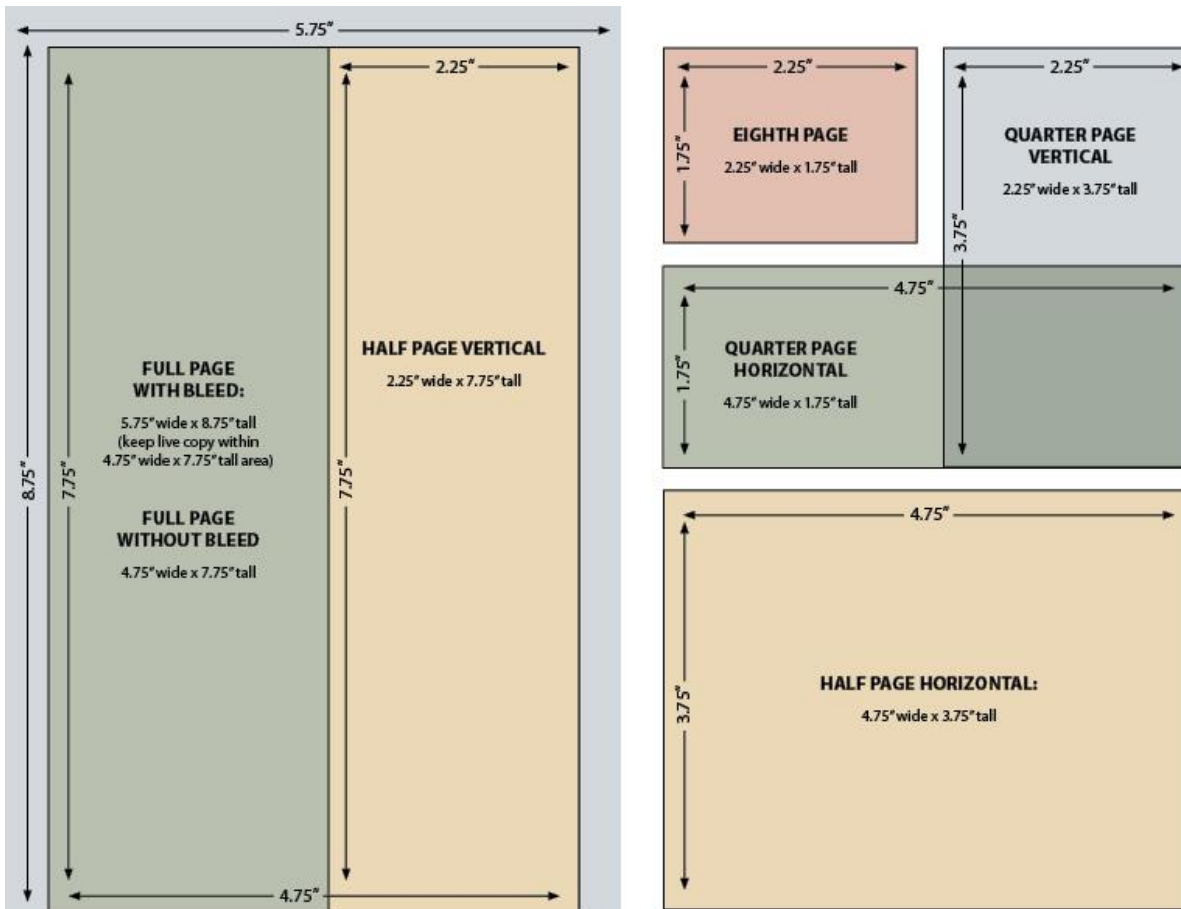 5.75"
2.25"
8.75"
7.75"
7.75"
FULL PAGE
WITH BLEED:
5.75" wide x 8.75" tall
(keep live copy within
4.75" wide x 7.75" tall area)
FULL PAGE
WITHOUT BLEED
4.75" wide x 7.75" tall
HALF PAGE VERTICAL
2.25" wide x 7.75" tall
4.75"
2.25"
1.75"
EIGHTH PAGE
2.25" wide x 1.75" tall
2.25"
3.75"
QUARTER PAGE
VERTICAL
2.25" wide x 3.75" tall
4.75"
1.75"
QUARTER PAGE
HORIZONTAL
4.75" wide x 1.75" tall
4.75"
3.75"
HALF PAGE HORIZONTAL:
4.75" wide x 3.75" tall